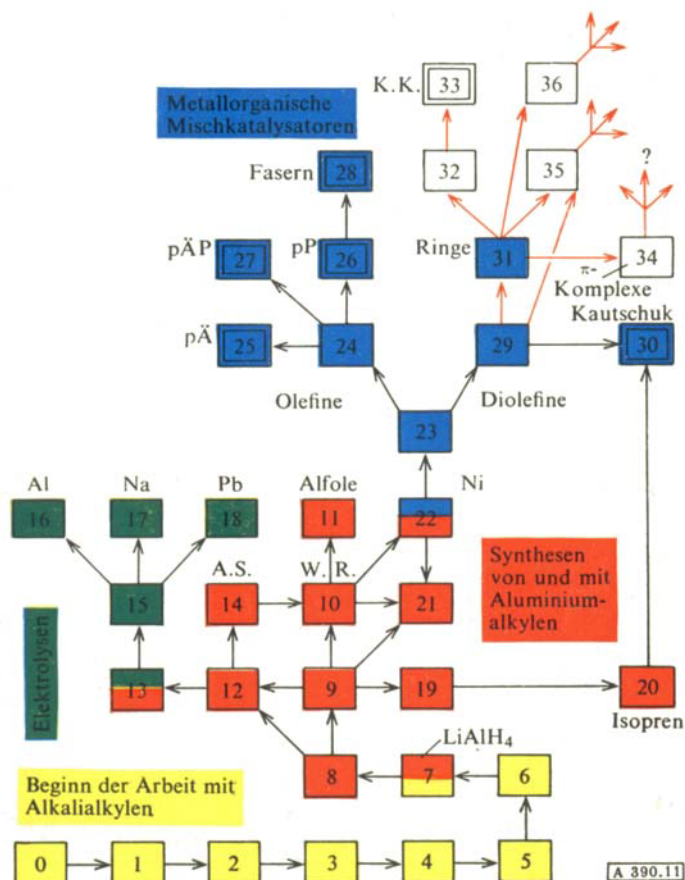 36
K.K. 33
Metallorganische
Mischkatalysatoren
?
Fasern 28
32
35
pÄP 27
pP 26
Ringe 31
34
π-
Komplexe
Kautschuk
pÄ 25
24
29
30
Olefine
Diolefine
23
Al
Na
Pb
Alfole
Ni
16
17
18
11
22
A.S.
W. R.
Synthesen
von und mit
Aluminium-
alkylen
15
14
10
21
Elektrolysen
13
12
9
19
20
Isopren
LiAlH4
8
7
6
Beginn der Arbeit mit
Alkalialkylen
0
1
2
3
4
5
A 390.11